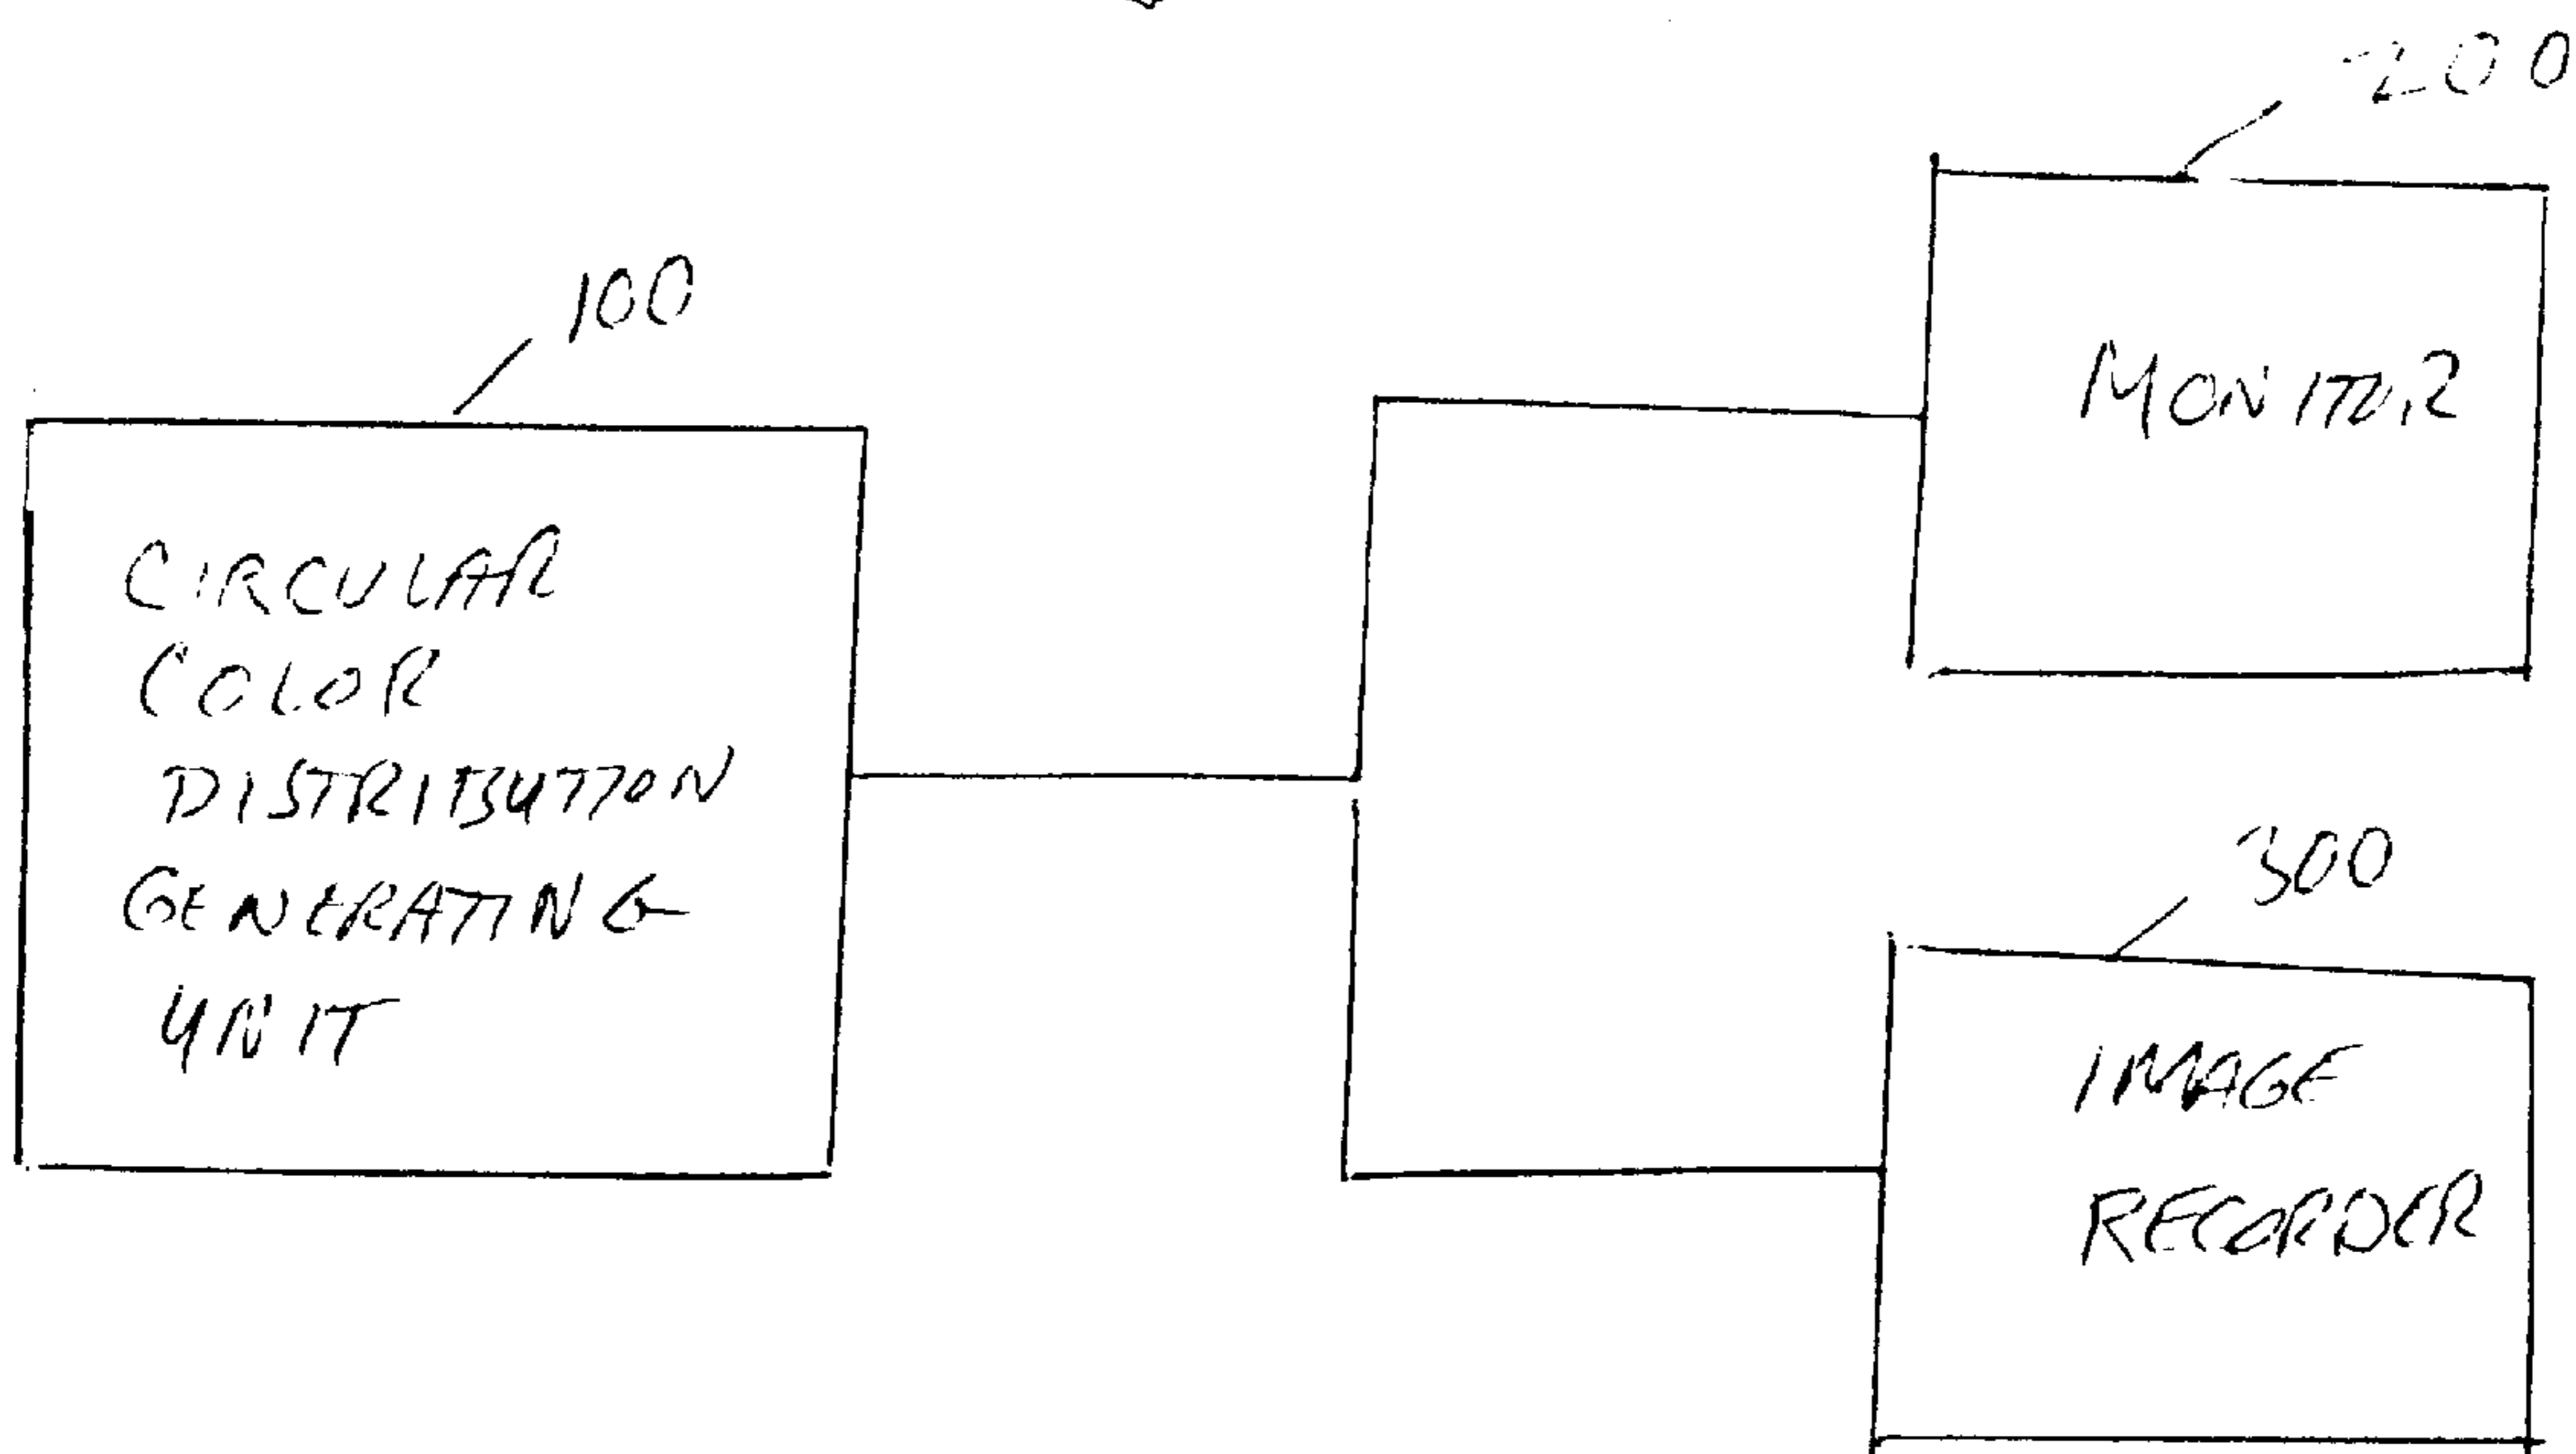 200
100
MONITOR
CIRCULAR
COLOR
DISTRIBUTION
GENERATING
UNIT
300
IMAGE
RECORDER